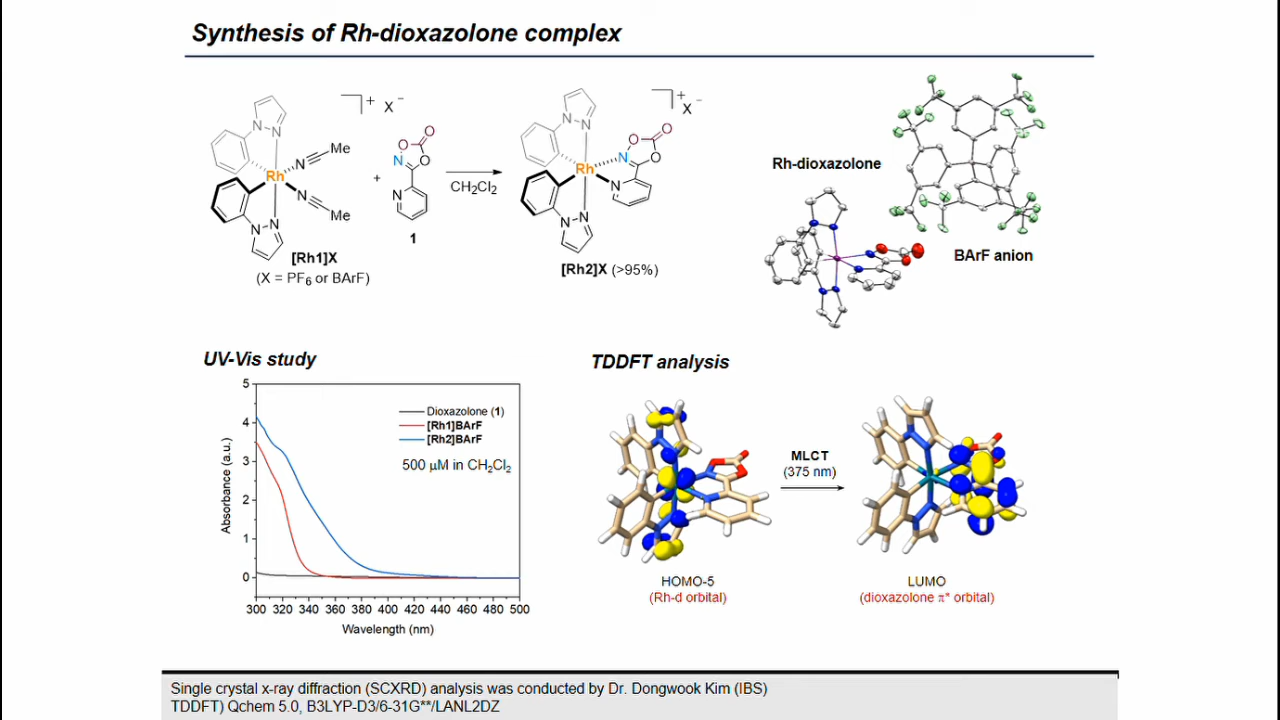 Synthesis of Rh-dioxazolone complex
N
N
Rh
N
Me
N
Me
N
N
+ X−
[Rh1]X
(X = PF6 or BArF)
+
O
O
N
O
N
1
CH2Cl2
N
N
Rh
N
O
O
O
N
N
N
+ X−
[Rh2]X (>95%)
Rh-dioxazolone
BArF anion
UV-Vis study
Absorbance (a.u.)
5
4
3
2
1
0
Dioxazolone (1)
[Rh1]BArF
[Rh2]BArF
500 μM in CH2Cl2
300 320 340 360 380 400 420 440 460 480 500
Wavelength (nm)
TDDFT analysis
MLCT
(375 nm)
HOMO-5
(Rh-d orbital)
LUMO
(dioxazolone π* orbital)
Single crystal x-ray diffraction (SCXRD) analysis was conducted by Dr. Dongwook Kim (IBS)
TDDFT) Qchem 5.0, B3LYP-D3/6-31G**/LANL2DZ